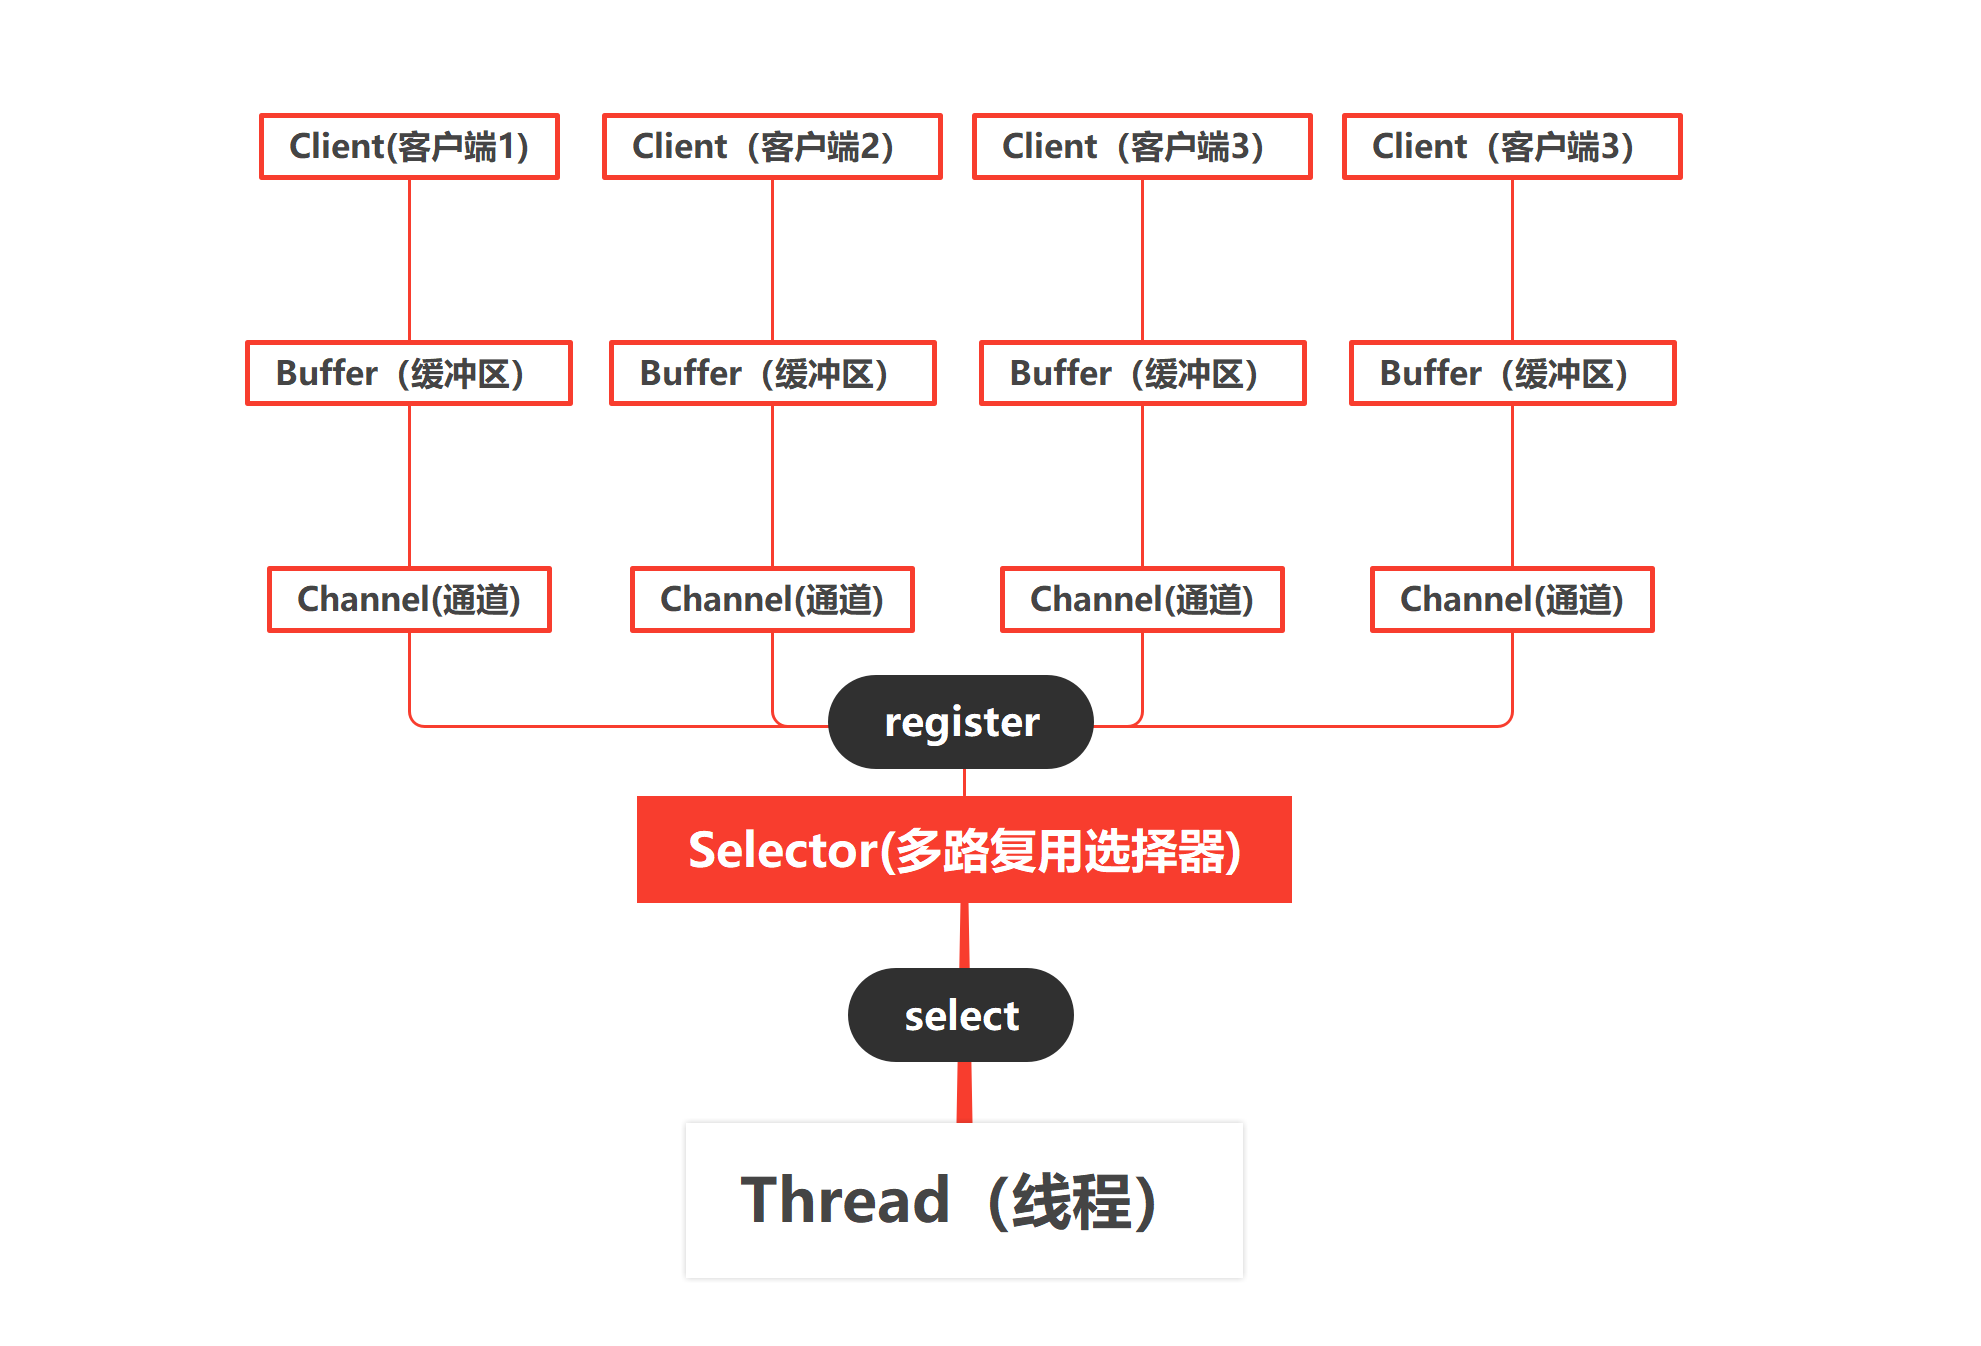 Client(客户端1)
Client（客户端2）
Client（客户端3）
Client（客户端3）
Buffer（缓冲区）
Buffer（缓冲区）
Buffer（缓冲区）
Buffer（缓冲区）
Channel(通道)
Channel(通道)
Channel(通道)
Channel(通道)
register
Selector(多路复用选择器)
select
Thread（线程）